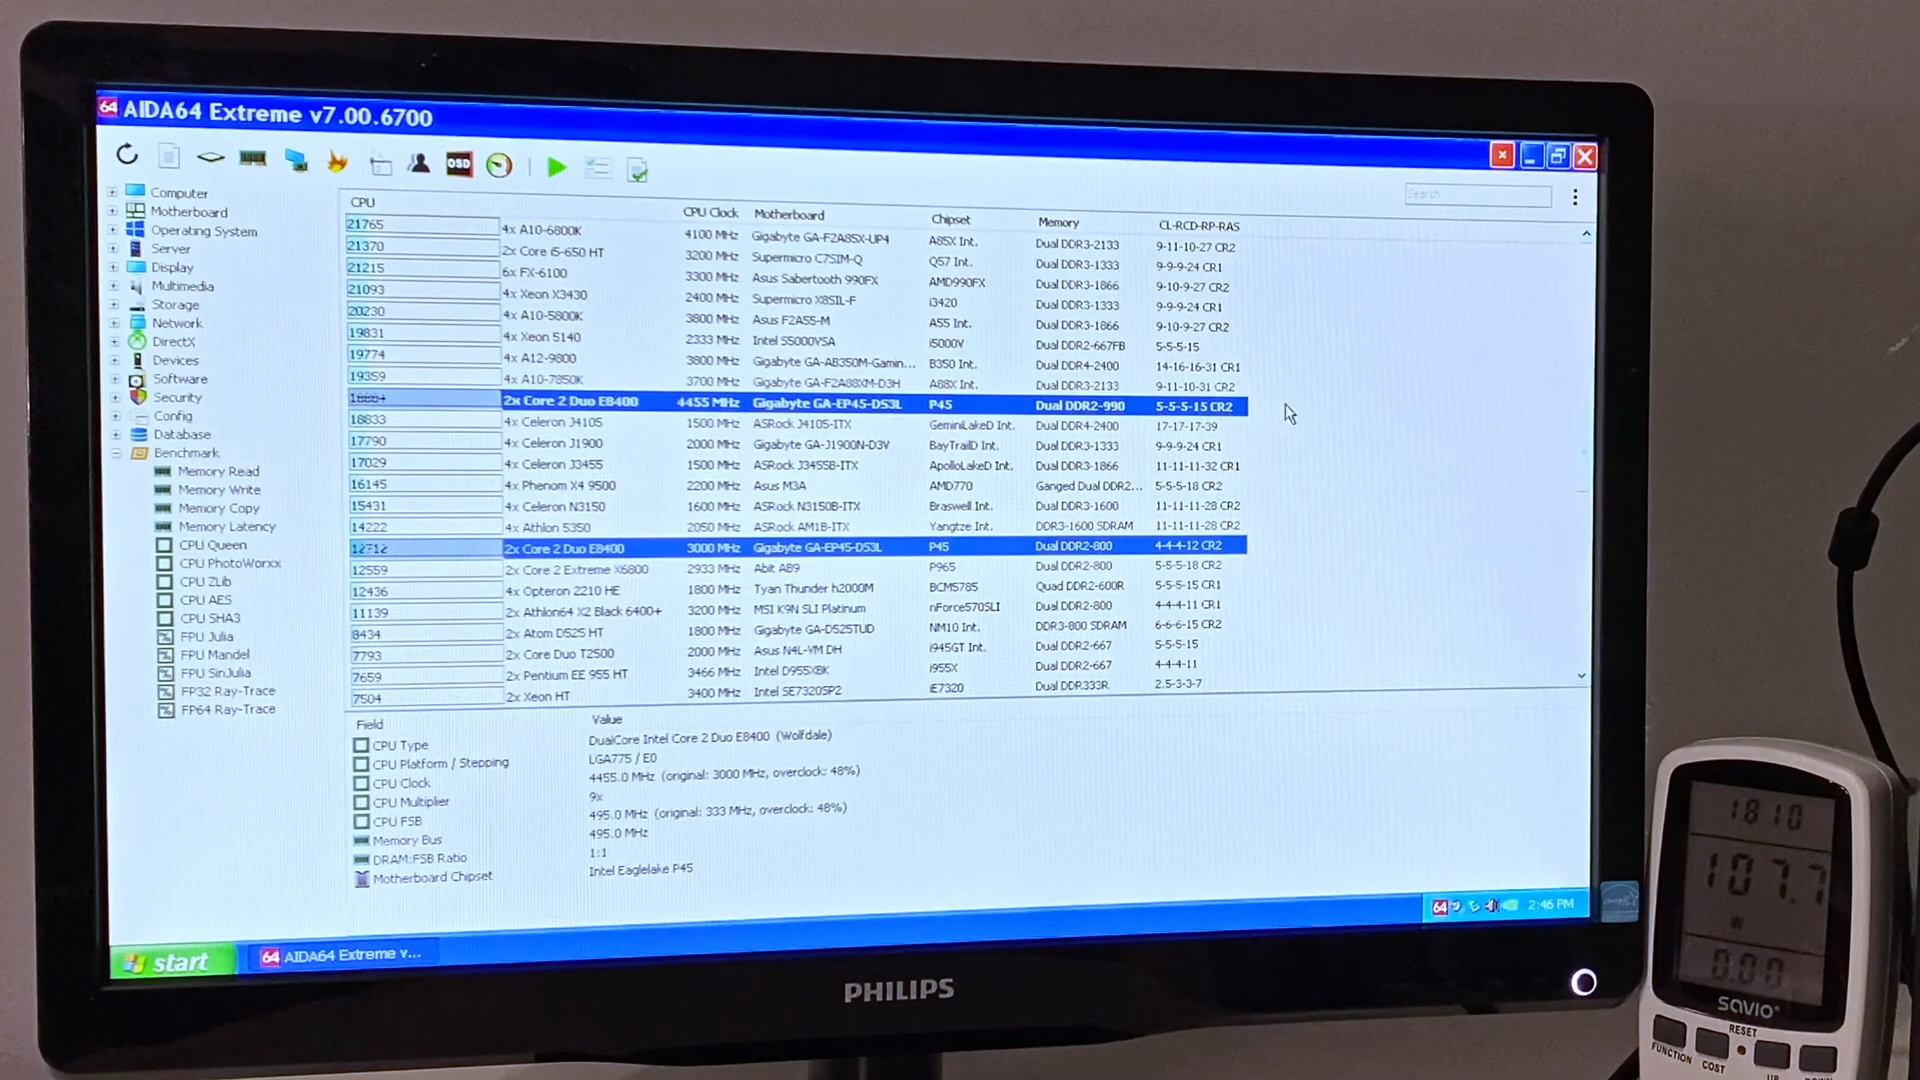 64 AIDA64 Extreme v7.00.6700
OSD
Search
Computer
Motherboard
Operating System
Server
Display
Multimedia
Storage
Network
DirectX
Devices
Software
Security
Config
Database
Benchmark
Memory Read
Memory Write
Memory Copy
Memory Latency
CPU Queen
CPU PhotoWorxx
CPU ZLib
CPU AES
CPU SHA3
FPU Julia
FPU Mandel
FPU SinJulia
FP32 Ray-Trace
FP64 Ray-Trace
CPU CPU Clock Motherboard Chipset Memory CL-RCD-RP-RAS
21765 4x A10-6800K 4100 MHz Gigabyte GA-F2A85X-UP4 A85X Int. Dual DDR3-2133 9-11-10-27 CR2
21370 2x Core i5-650 HT 3200 MHz Supermicro C7SIM-Q Q57 Int. Dual DDR3-1333 9-9-9-24 CR1
21215 6x FX-6100 3300 MHz Asus Sabertooth 990FX AMD990FX Dual DDR3-1866 9-10-9-27 CR2
21093 4x Xeon X3430 2400 MHz Supermicro X8SIL-F i3420 Dual DDR3-1333 9-9-9-24 CR1
20230 4x A10-5800K 3800 MHz Asus F2A55-M A55 Int. Dual DDR3-1866 9-10-9-27 CR2
19831 4x Xeon 5140 2333 MHz Intel S5000VSA i5000V Dual DDR2-667FB 5-5-5-15
19774 4x A12-9800 3800 MHz Gigabyte GA-AB350M-Gamin... B350 Int. Dual DDR4-2400 14-16-16-31 CR1
19359 4x A10-7850K 3700 MHz Gigabyte GA-F2A88XM-D3H A88X Int. Dual DDR3-2133 9-11-10-31 CR2
2x Core 2 Duo E8400 4455 MHz Gigabyte GA-EP45-DS3L P45 Dual DDR2-990 5-5-5-15 CR2
18833 4x Celeron J4105 1500 MHz ASRock J4105-ITX GeminiLakeD Int. Dual DDR4-2400 17-17-17-39
17790 4x Celeron J1900 2000 MHz Gigabyte GA-J1900N-D3V BayTrailD Int. Dual DDR3-1333 9-9-9-24 CR1
17029 4x Celeron J3455 1500 MHz ASRock J3455B-ITX ApolloLakeD Int. Dual DDR3-1866 11-11-11-32 CR1
16145 4x Phenom X4 9500 2200 MHz Asus M3A AMD770 Ganged Dual DDR2... 5-5-5-18 CR2
15431 4x Celeron N3150 1600 MHz ASRock N3150B-ITX Braswell Int. Dual DDR3-1600 11-11-11-28 CR2
14222 4x Athlon 5350 2050 MHz ASRock AM1B-ITX Yangtze Int. DDR3-1600 SDRAM 11-11-11-28 CR2
12712 2x Core 2 Duo E8400 3000 MHz Gigabyte GA-EP45-DS3L P45 Dual DDR2-800 4-4-4-12 CR2
12559 2x Core 2 Extreme X6800 2933 MHz Abit AB9 P965 Dual DDR2-800 5-5-5-18 CR2
12436 4x Opteron 2210 HE 1800 MHz Tyan Thunder h2000M BCM5785 Quad DDR2-600R 5-5-5-15 CR1
11139 2x Athlon64 X2 Black 6400+ 3200 MHz MSI K9N SLI Platinum nForce570SLI Dual DDR2-800 4-4-4-11 CR1
8434 2x Atom D525 HT 1800 MHz Gigabyte GA-D525TUD NM10 Int. DDR3-800 SDRAM 6-6-6-15 CR2
7793 2x Core Duo T2500 2000 MHz Asus N4L-VM DH i945GT Int. Dual DDR2-667 5-5-5-15
7659 2x Pentium EE 955 HT 3466 MHz Intel D955XBK i955X Dual DDR2-667 4-4-4-11
7504 2x Xeon HT 3400 MHz Intel SE7320SP2 iE7320 Dual DDR333R 2.5-3-3-7
Field Value
CPU Type DualCore Intel Core 2 Duo E8400 (Wolfdale)
CPU Platform / Stepping LGA775 / E0
CPU Clock 4455.0 MHz (original: 3000 MHz, overclock: 48%)
CPU Multiplier 9x
CPU FSB 495.0 MHz (original: 333 MHz, overclock: 48%)
Memory Bus 495.0 MHz
DRAM:FSB Ratio 1:1
Motherboard Chipset Intel Eaglelake P45
start 64 AIDA64 Extreme v... 64 2:46 PM
PHILIPS
1810
107.7
W
0:00
savio®
RESET
FUNCTION COST UP